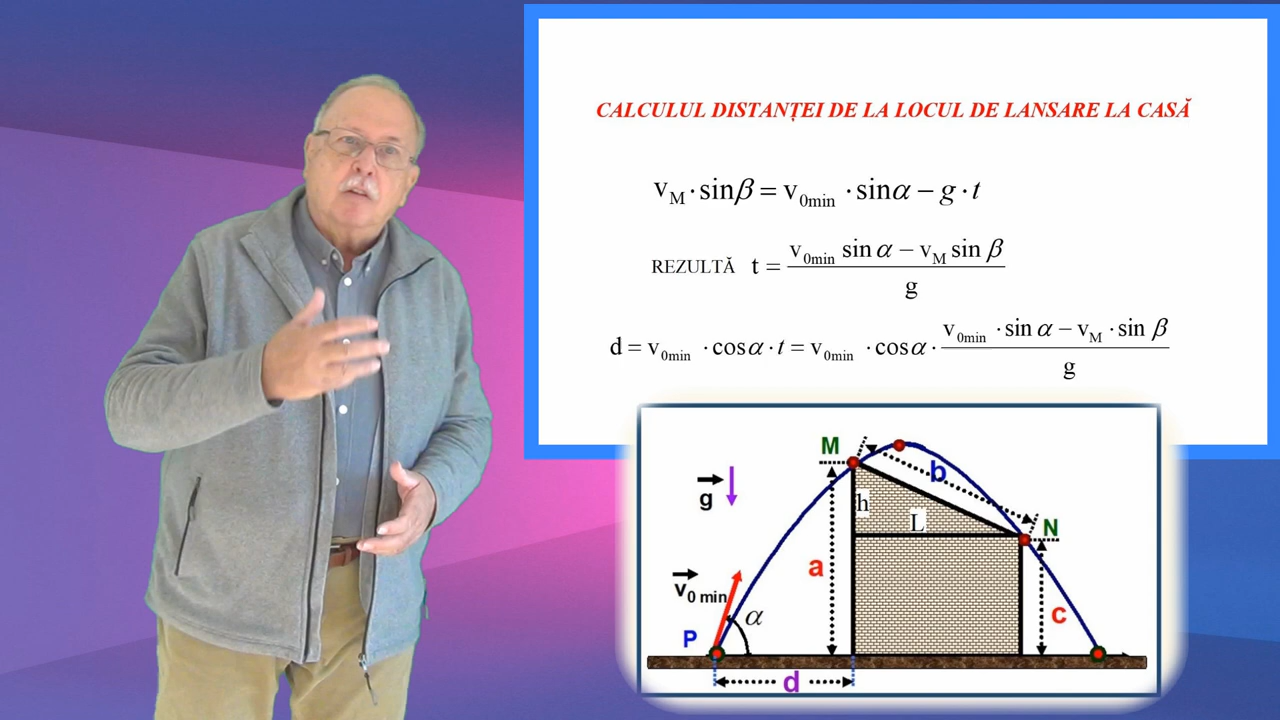 CALCULUL DISTANȚEI DE LA LOCUL DE LANSARE LA CASĂ
v_M · sinβ = v_0min · sinα − g · t
REZULTĂ t = (v_0min sin α − v_M sin β) / g
d = v_0min · cosα · t = v_0min · cosα · (v_0min · sin α − v_M · sin β) / g
M
b
g
h
L
N
a
v_0 min
α
c
P
d